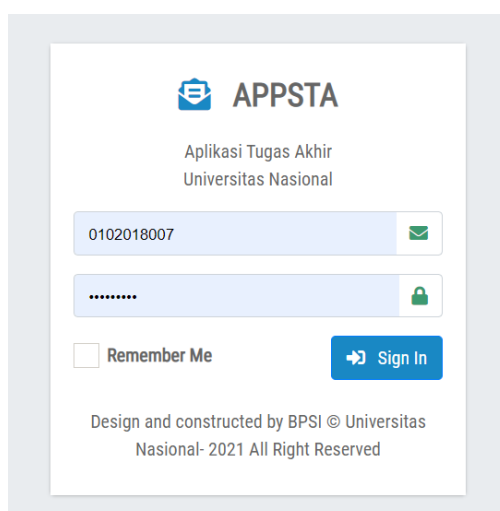 APPSTA
Aplikasi Tugas Akhir
Universitas Nasional
0102018007
•••••••••
Remember Me
Sign In
Design and constructed by BPSI © Universitas
Nasional- 2021 All Right Reserved